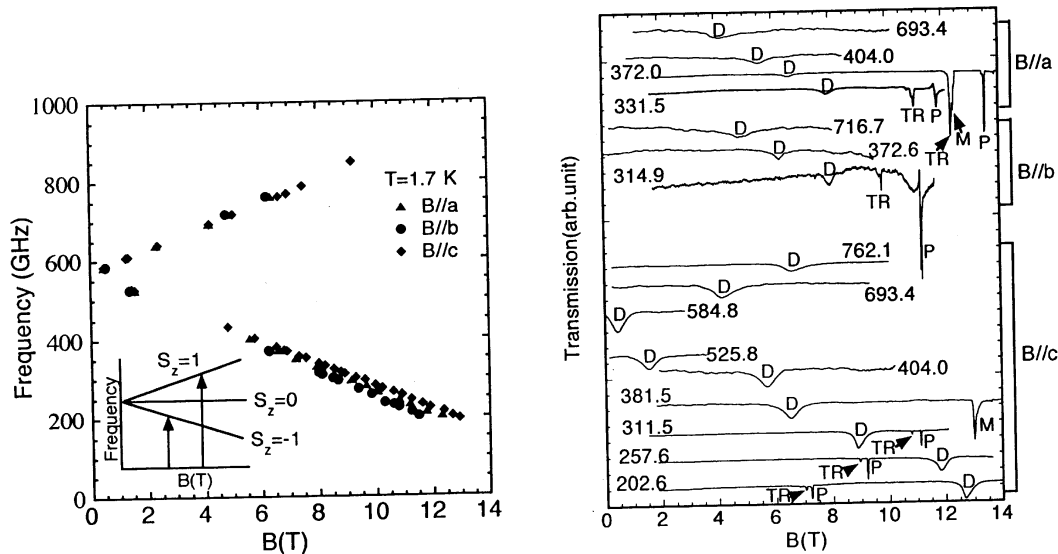 1000
800
600
400
200
0
Frequency (GHz)
T=1.7 K
B//a
B//b
B//c
Sz=1
Sz=0
Sz=-1
Frequency
B(T)
0 2 4 6 8 10 12 14
B(T)
Transmission(arb.unit)
D 693.4
D 404.0
372.0 D
331.5 D
TR P
TR M P
B//a
D 716.7
D 372.6
314.9 D
TR
P
B//b
762.1
D
D 693.4
D 584.8
D 525.8
D 404.0
381.5 D
M
311.5 D
TR P
257.6
TR P D
202.6
TR P D
B//c
0 2 4 6 8 10 12 14
B(T)